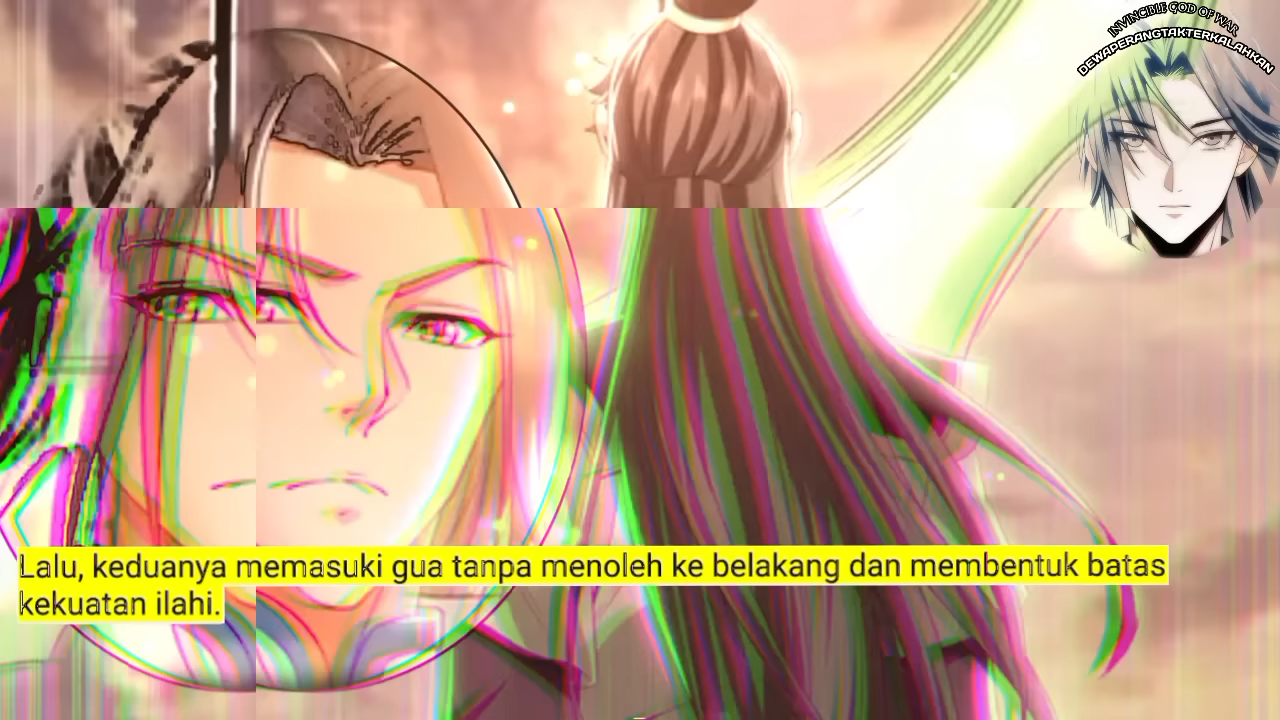 INVINCIBLE GOD OF WAR
DEWAPERANGTAKTERKALAHKAN
Lalu, keduanya memasuki gua tanpa menoleh ke belakang dan membentuk batas
kekuatan ilahi.